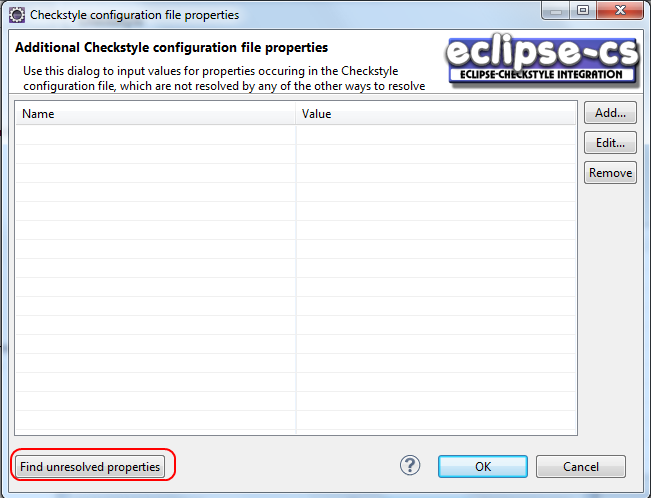 Checkstyle configuration file properties
Additional Checkstyle configuration file properties
Use this dialog to input values for properties occuring in the Checkstyle
configuration file, which are not resolved by any of the other ways to resolve
eclipse-cs
ECLIPSE-CHECKSTYLE INTEGRATION
Name Value
Add...
Edit...
Remove
Find unresolved properties
?
OK
Cancel